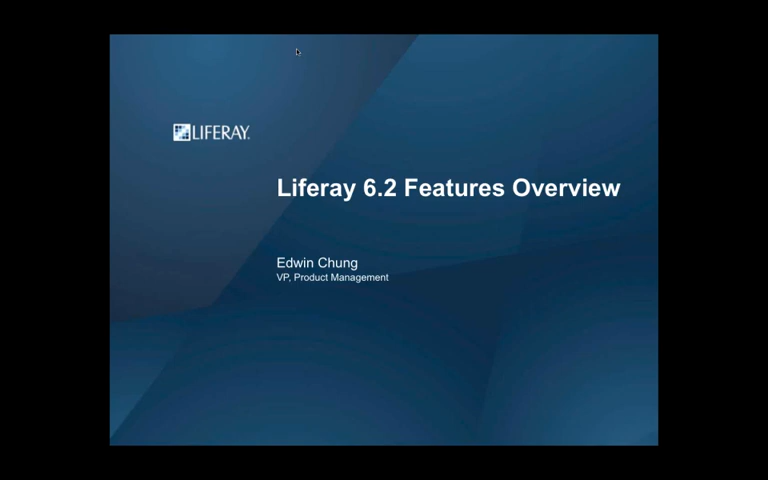 LIFERAY.
Liferay 6.2 Features Overview
Edwin Chung
VP, Product Management